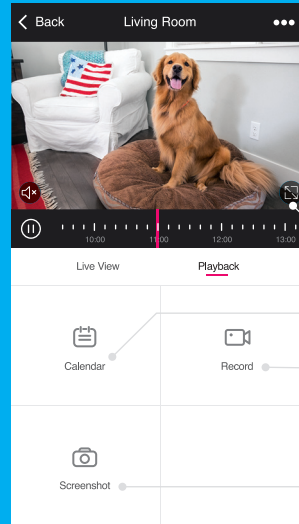 Back Living Room
10:00 11:00 12:00 13:00
Live View Playback
Calendar Record
Screenshot